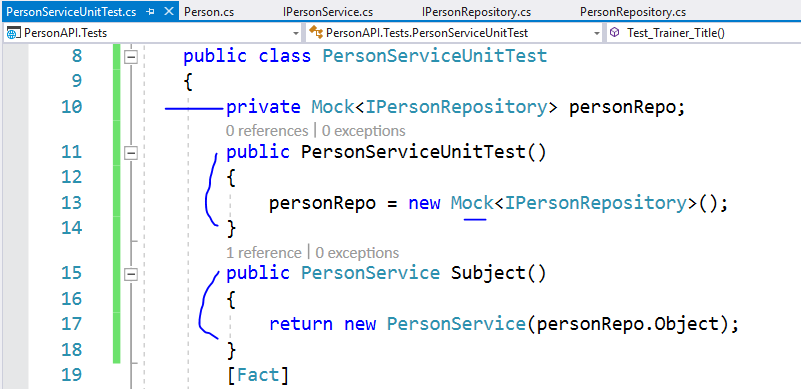 PersonServiceUnitTest.cs Person.cs IPersonService.cs IPersonRepository.cs PersonRepository.cs
PersonAPI.Tests PersonAPI.Tests.PersonServiceUnitTest Test_Trainer_Title()
8 public class PersonServiceUnitTest
9 {
10 private Mock<IPersonRepository> personRepo;
0 references | 0 exceptions
11 public PersonServiceUnitTest()
12 {
13 personRepo = new Mock<IPersonRepository>();
14 }
1 reference | 0 exceptions
15 public PersonService Subject()
16 {
17 return new PersonService(personRepo.Object);
18 }
19 [Fact]